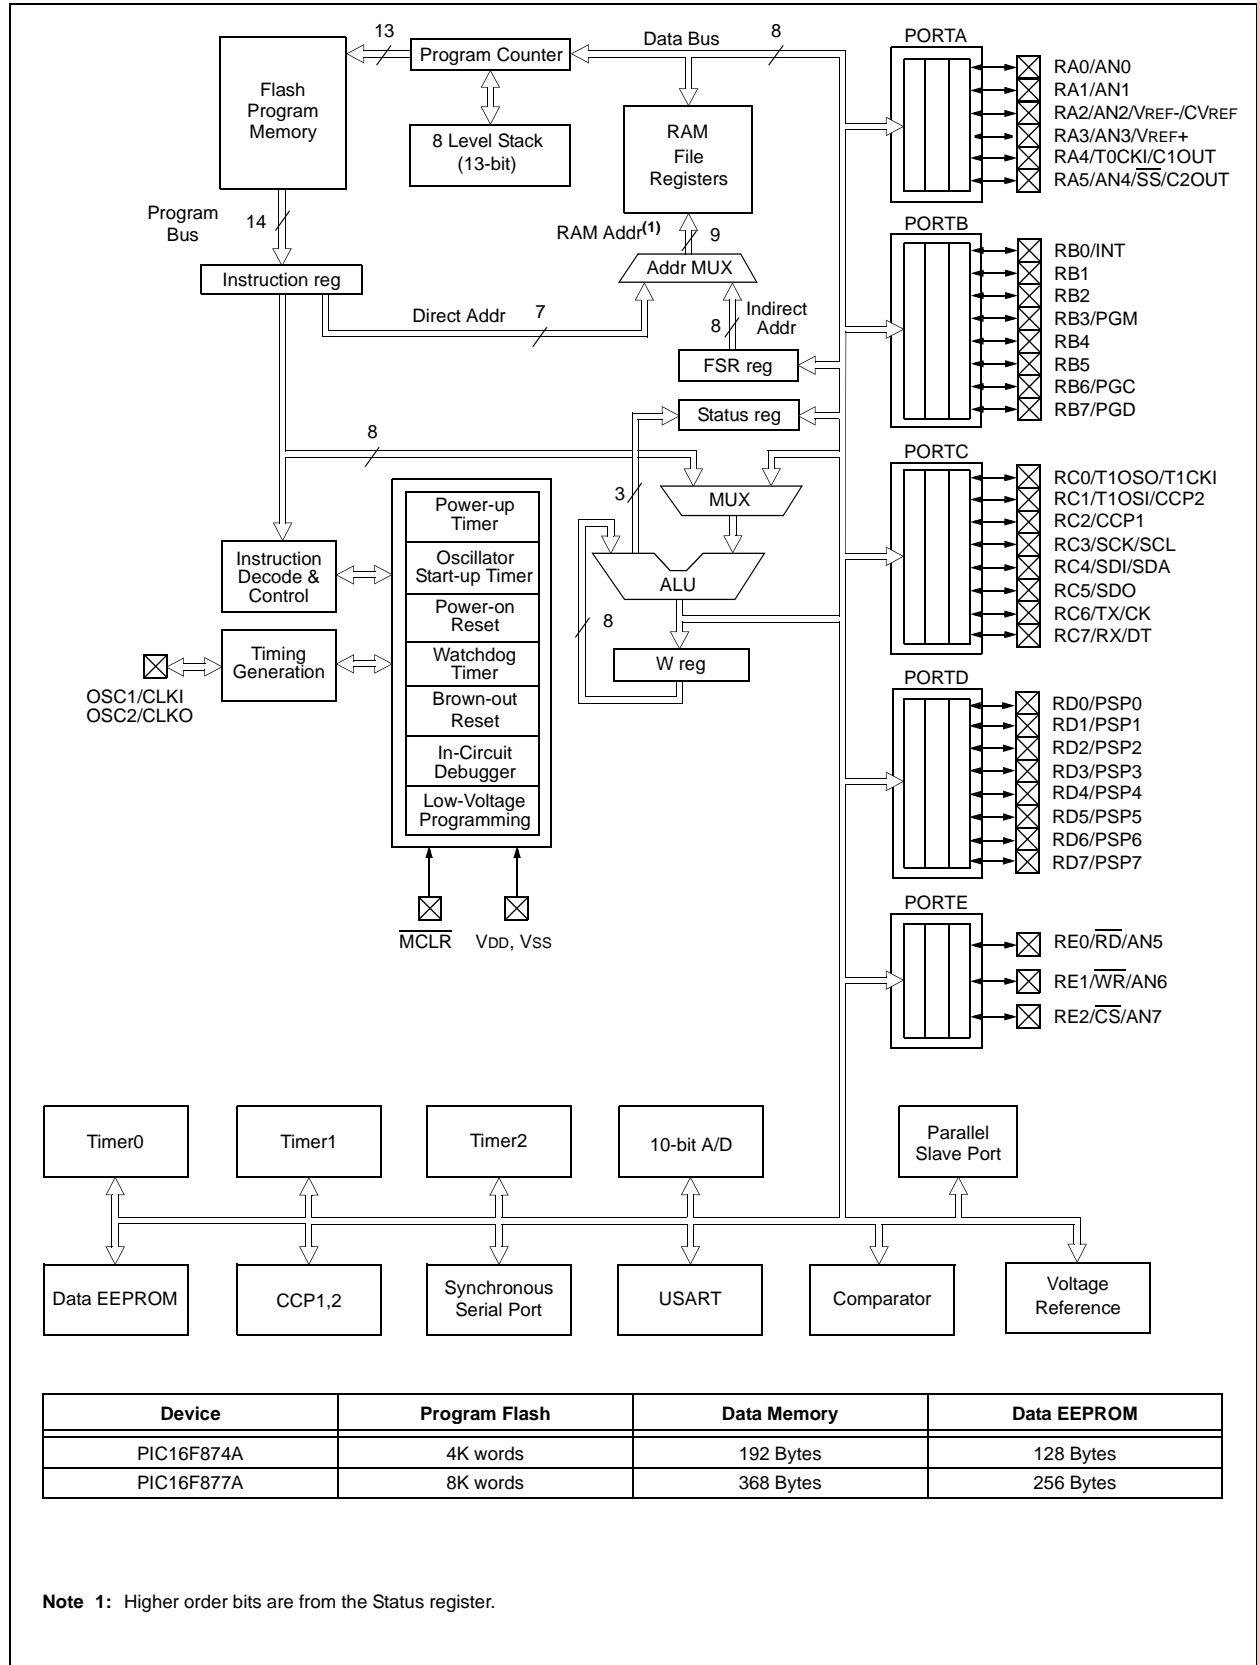 13
Program Counter
Data Bus
8
PORTA
Flash
Program
Memory
8 Level Stack
(13-bit)
RAM
File
Registers
RA0/AN0
RA1/AN1
RA2/AN2/VREF-/CVREF
RA3/AN3/VREF+
RA4/T0CKI/C1OUT
RA5/AN4/S̅S̅/C2OUT
Program
Bus
14
RAM Addr(1)
9
Instruction reg
Addr MUX
Direct Addr
7
8
Indirect
Addr
FSR reg
Status reg
PORTB
RB0/INT
RB1
RB2
RB3/PGM
RB4
RB5
RB6/PGC
RB7/PGD
8
3
MUX
ALU
8
W reg
PORTC
RC0/T1OSO/T1CKI
RC1/T1OSI/CCP2
RC2/CCP1
RC3/SCK/SCL
RC4/SDI/SDA
RC5/SDO
RC6/TX/CK
RC7/RX/DT
Instruction
Decode &
Control
Timing
Generation
OSC1/CLKI
OSC2/CLKO
Power-up
Timer
Oscillator
Start-up Timer
Power-on
Reset
Watchdog
Timer
Brown-out
Reset
In-Circuit
Debugger
Low-Voltage
Programming
M̅C̅L̅R̅
VDD, VSS
PORTD
RD0/PSP0
RD1/PSP1
RD2/PSP2
RD3/PSP3
RD4/PSP4
RD5/PSP5
RD6/PSP6
RD7/PSP7
PORTE
RE0/R̅D̅/AN5
RE1/W̅R̅/AN6
RE2/C̅S̅/AN7
Timer0
Timer1
Timer2
10-bit A/D
Parallel
Slave Port
Data EEPROM
CCP1,2
Synchronous
Serial Port
USART
Comparator
Voltage
Reference
Device Program Flash Data Memory Data EEPROM
PIC16F874A 4K words 192 Bytes 128 Bytes
PIC16F877A 8K words 368 Bytes 256 Bytes
Note 1: Higher order bits are from the Status register.